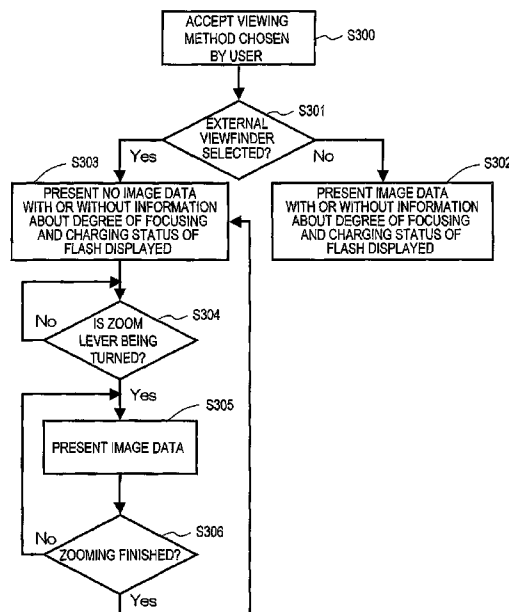 ACCEPT VIEWING
METHOD CHOSEN
BY USER
S300
S301
EXTERNAL
VIEWFINDER
SELECTED?
Yes
No
S303
PRESENT NO IMAGE DATA
WITH OR WITHOUT INFORMATION
ABOUT DEGREE OF FOCUSING
AND CHARGING STATUS OF
FLASH DISPLAYED
S302
PRESENT IMAGE DATA
WITH OR WITHOUT INFORMATION
ABOUT DEGREE OF FOCUSING
AND CHARGING STATUS OF
FLASH DISPLAYED
S304
No
IS ZOOM
LEVER BEING
TURNED?
Yes
S305
PRESENT IMAGE DATA
S306
No
ZOOMING FINISHED?
Yes